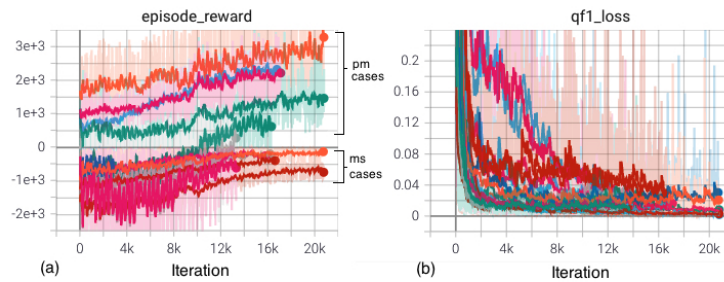 episode_reward
qf1_loss
3e+3
2e+3
1e+3
0
-1e+3
-2e+3
pm
cases
ms
cases
0 4k 8k 12k 16k 20k
(a) Iteration
0.2
0.16
0.12
0.08
0.04
0
0 4k 8k 12k 16k 20k
(b) Iteration